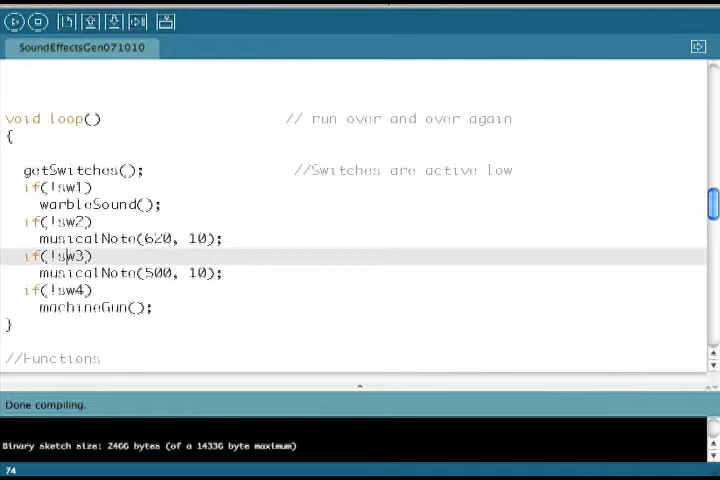 SoundEffectsGen071010
void loop() // run over and over again
{
getSwitches(); //Switches are active low
if(!sw1)
warbleSound();
if(!sw2)
musicalNote(620, 10);
if(!sw3)
musicalNote(500, 10);
if(!sw4)
machineGun();
}
//Functions
Done compiling.
Binary sketch size: 2466 bytes (of a 14336 byte maximum)
74